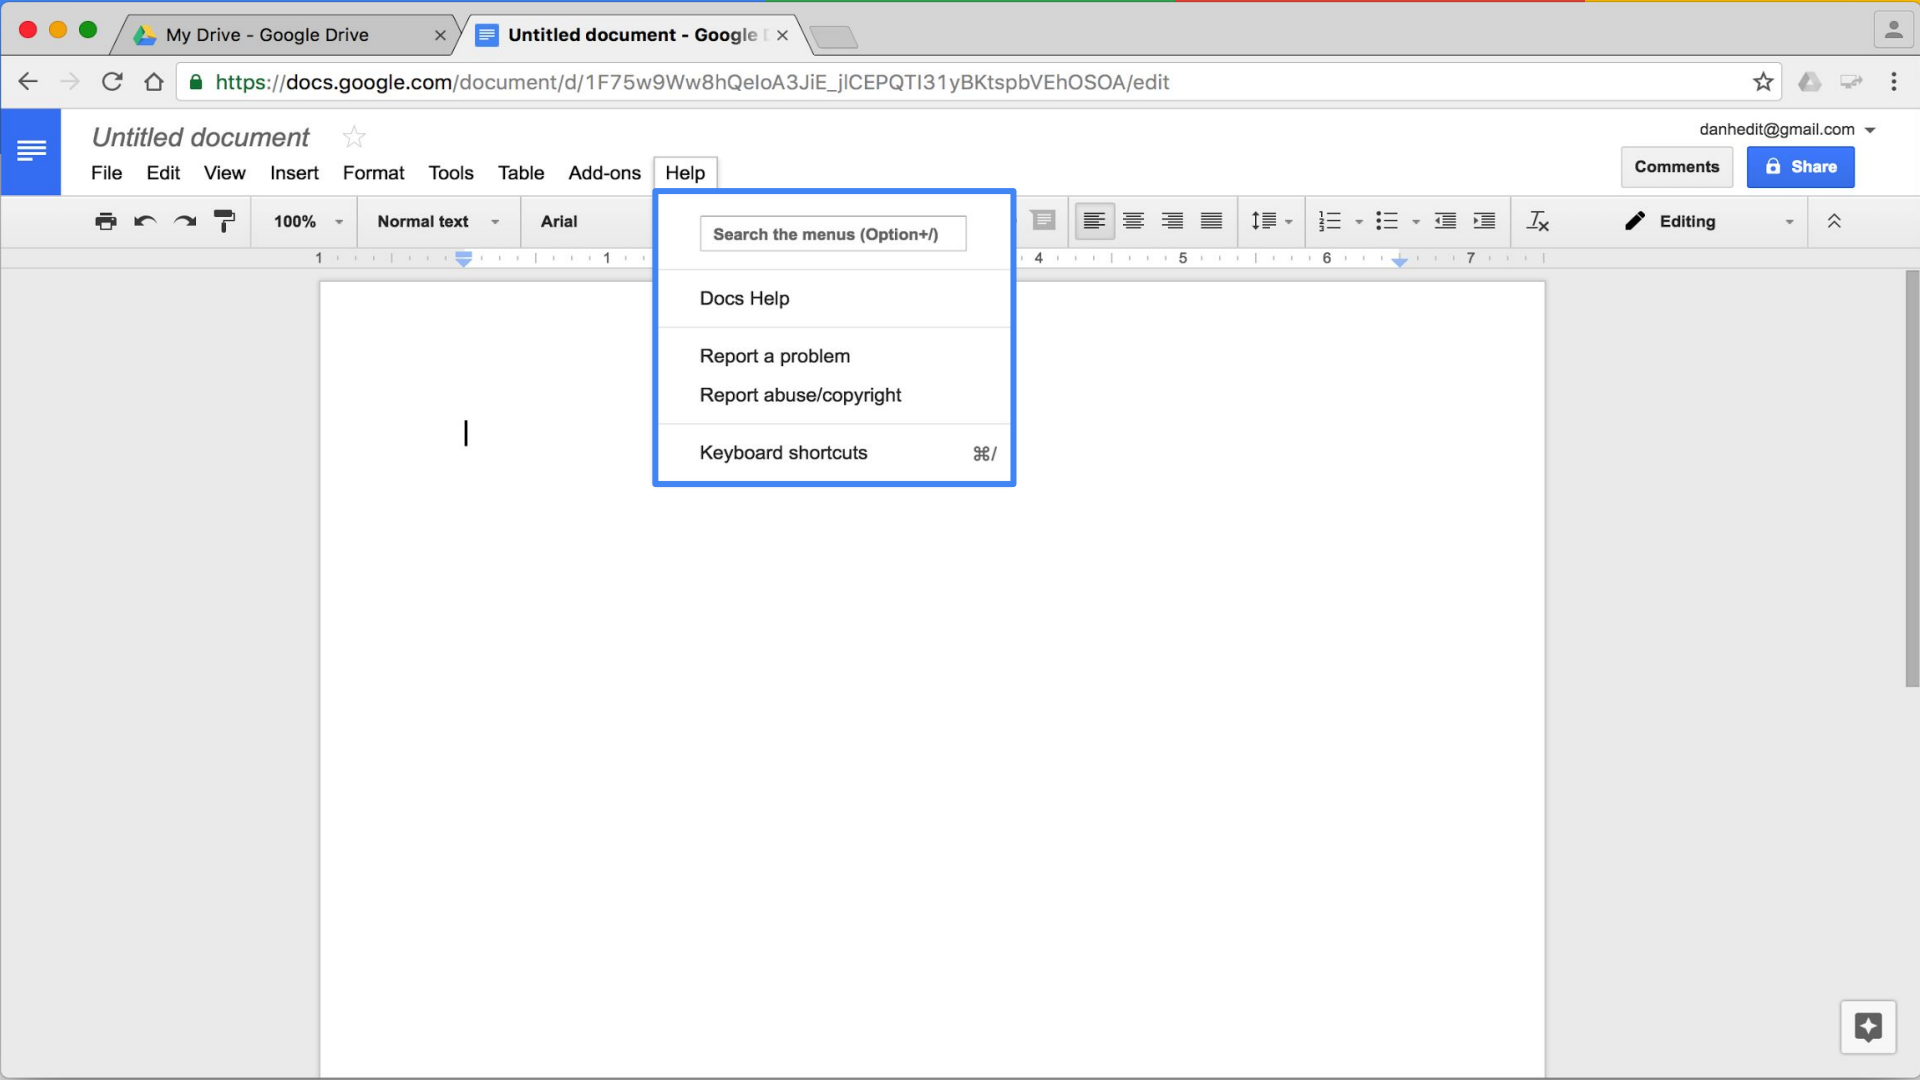 My Drive - Google Drive
Untitled document - Google
https://docs.google.com/document/d/1F75w9Ww8hQeIoA3JiE_jlCEPQTI31yBKtspbVEhOSOA/edit
Untitled document
danhedit@gmail.com
File Edit View Insert Format Tools Table Add-ons Help
Comments Share
100% Normal text Arial
Editing
Search the menus (Option+/)
1 1 4 5 6 7
Docs Help
Report a problem
Report abuse/copyright
Keyboard shortcuts ⌘/